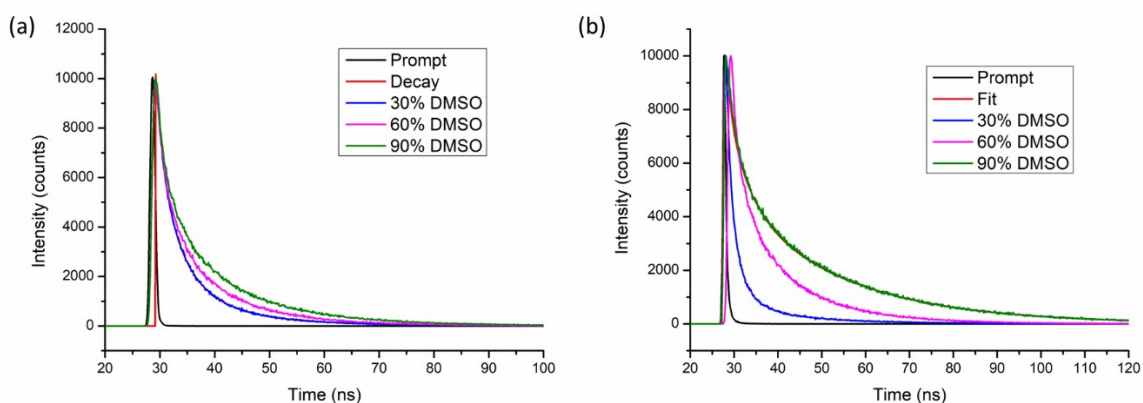 (a)
12000
10000
8000
6000
4000
2000
0
Intensity (counts)
Prompt
Decay
30% DMSO
60% DMSO
90% DMSO
20 30 40 50 60 70 80 90 100
Time (ns)
(b)
10000
8000
6000
4000
2000
0
Intensity (counts)
Prompt
Fit
30% DMSO
60% DMSO
90% DMSO
20 30 40 50 60 70 80 90 100 110 120
Time (ns)